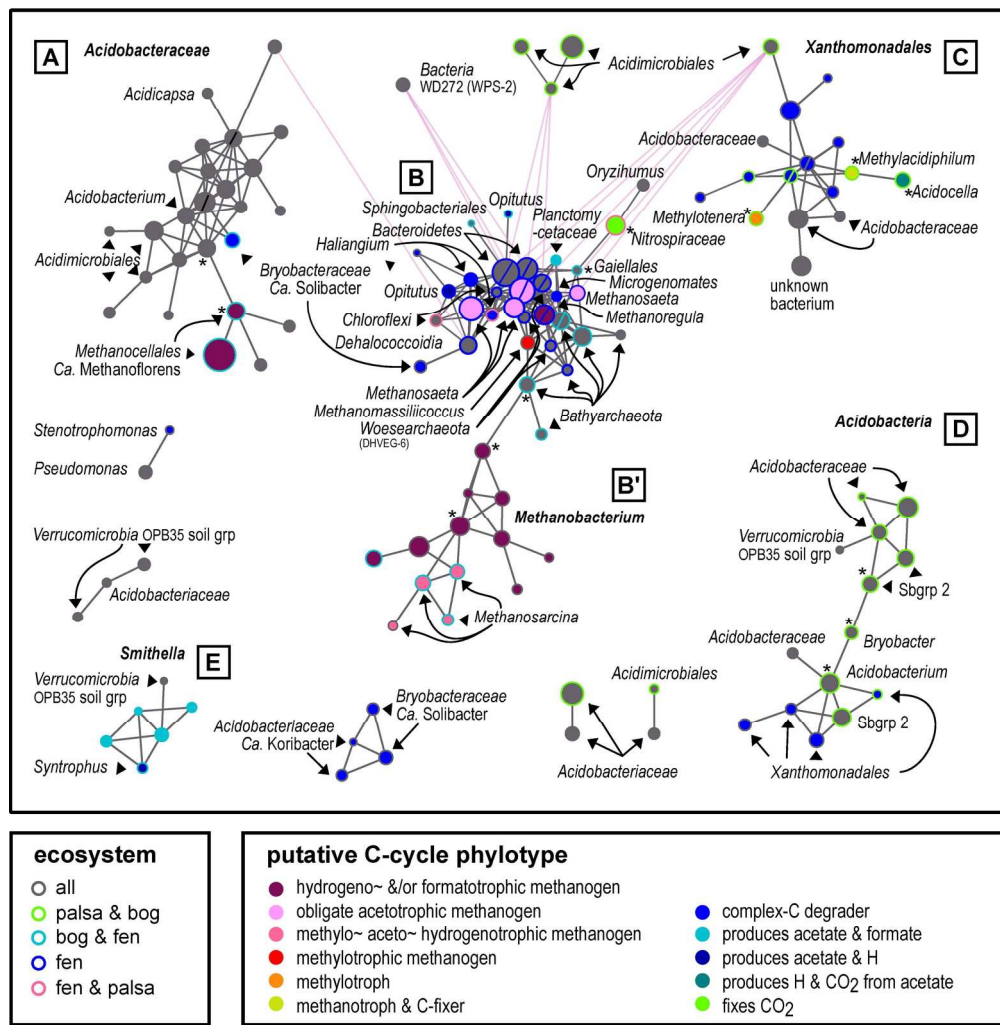 A
Acidobacteraceae
Acidicapsa
Acidobacterium
Acidimicrobiales
*
*
Methanocellales
Ca. Methanoflorens
Bacteria
WD272 (WPS-2)
Acidimicrobiales
Xanthomonadales
C
Acidobacteraceae
*Methylacidiphilum
*Acidocella
Methylotenera*
Acidobacteraceae
unknown
bacterium
B
Oryzihumus
Opitutus
Sphingobacteriales
Planctomy
-cetaceae
Bacteroidetes
*Nitrospiraceae
Haliangium
* Gaiellales
Bryobacteraceae
Ca. Solibacter
Microgenomates
Opitutus
Methanosaeta
Chloroflexi
Methanoregula
Dehalococcoidia
Methanosaeta
Methanomassiliicoccus
Woesearchaeota
(DHVEG-6)
*
Bathyarchaeota
*
B'
*
Methanobacterium
Methanosarcina
Stenotrophomonas
Pseudomonas
Verrucomicrobia OPB35 soil grp
Acidobacteriaceae
Acidobacteria
D
Acidobacteraceae
Verrucomicrobia
OPB35 soil grp
*
Sbgrp 2
*
Bryobacter
Acidobacteraceae
*
Acidobacterium
Sbgrp 2
Xanthomonadales
Smithella
E
Verrucomicrobia
OPB35 soil grp
Syntrophus
Bryobacteraceae
Ca. Solibacter
Acidobacteriaceae
Ca. Koribacter
Acidimicrobiales
Acidobacteriaceae
ecosystem
all
palsa & bog
bog & fen
fen
fen & palsa
putative C-cycle phylotype
hydrogeno~ &/or formatotrophic methanogen
obligate acetotrophic methanogen
methylo~ aceto~ hydrogenotrophic methanogen
methylotrophic methanogen
methylotroph
methanotroph & C-fixer
complex-C degrader
produces acetate & formate
produces acetate & H
produces H & CO2 from acetate
fixes CO2